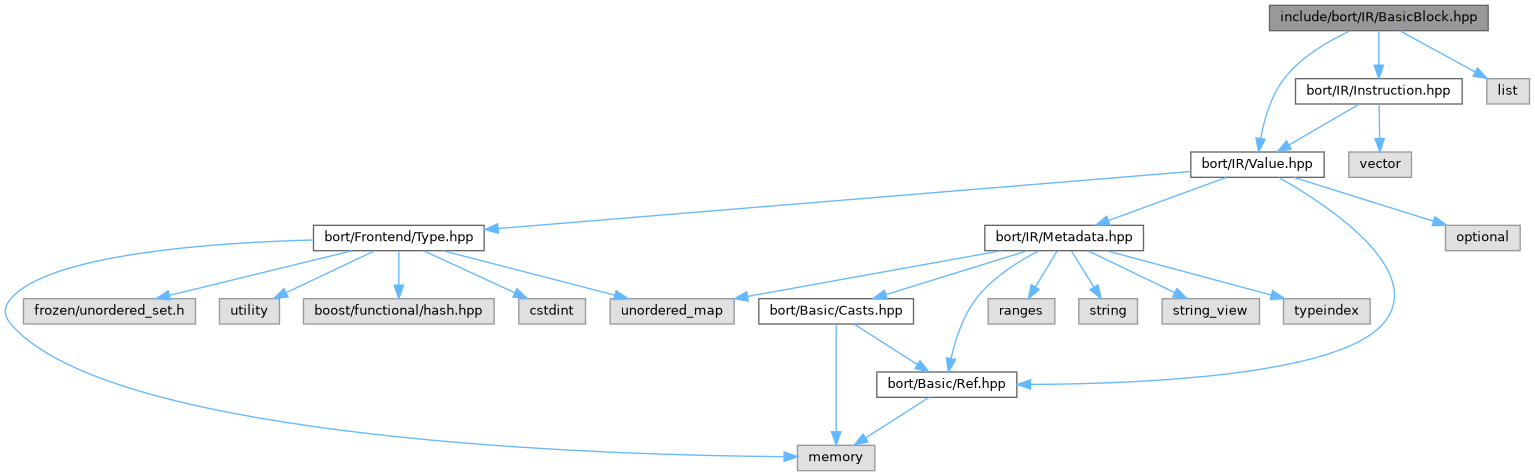 include/bort/IR/BasicBlock.hpp
bort/IR/Instruction.hpp
list
bort/IR/Value.hpp
vector
bort/Frontend/Type.hpp
bort/IR/Metadata.hpp
optional
frozen/unordered_set.h
utility
boost/functional/hash.hpp
cstdint
unordered_map
bort/Basic/Casts.hpp
ranges
string
string_view
typeindex
bort/Basic/Ref.hpp
memory